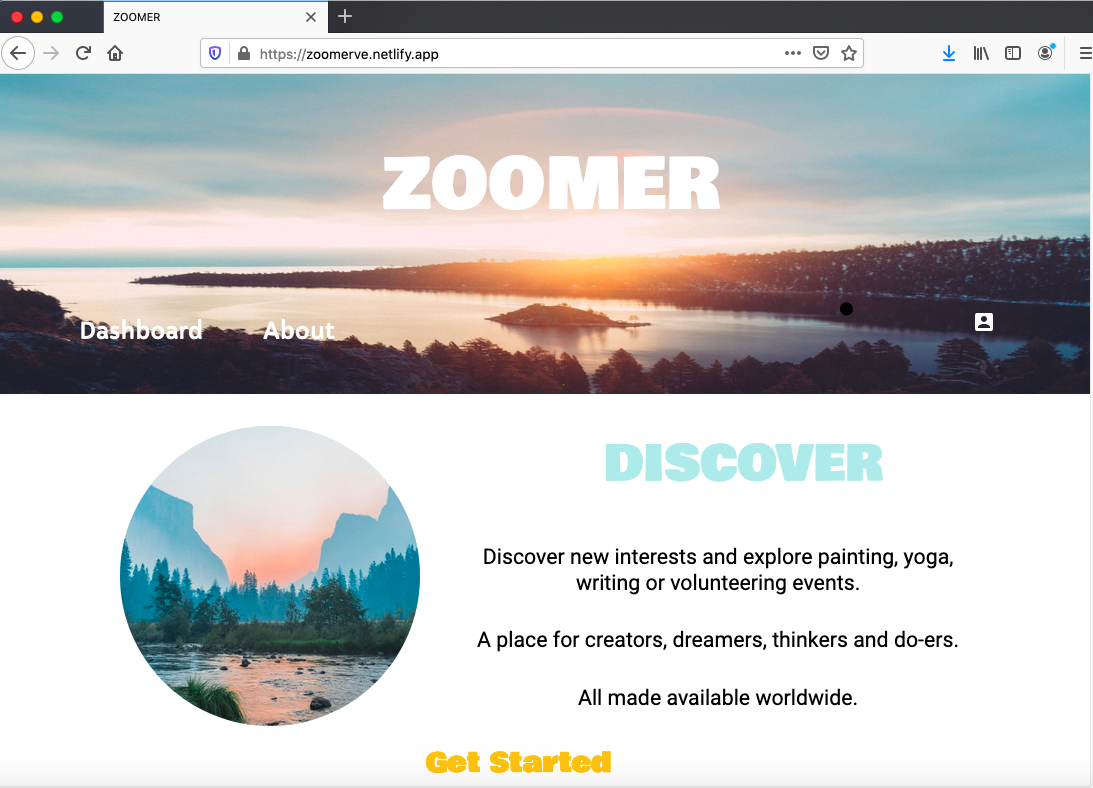 ZOOMER
https://zoomerve.netlify.app
ZOOMER
Dashboard About
DISCOVER
Discover new interests and explore painting, yoga,
writing or volunteering events.
A place for creators, dreamers, thinkers and do-ers.
All made available worldwide.
Get Started